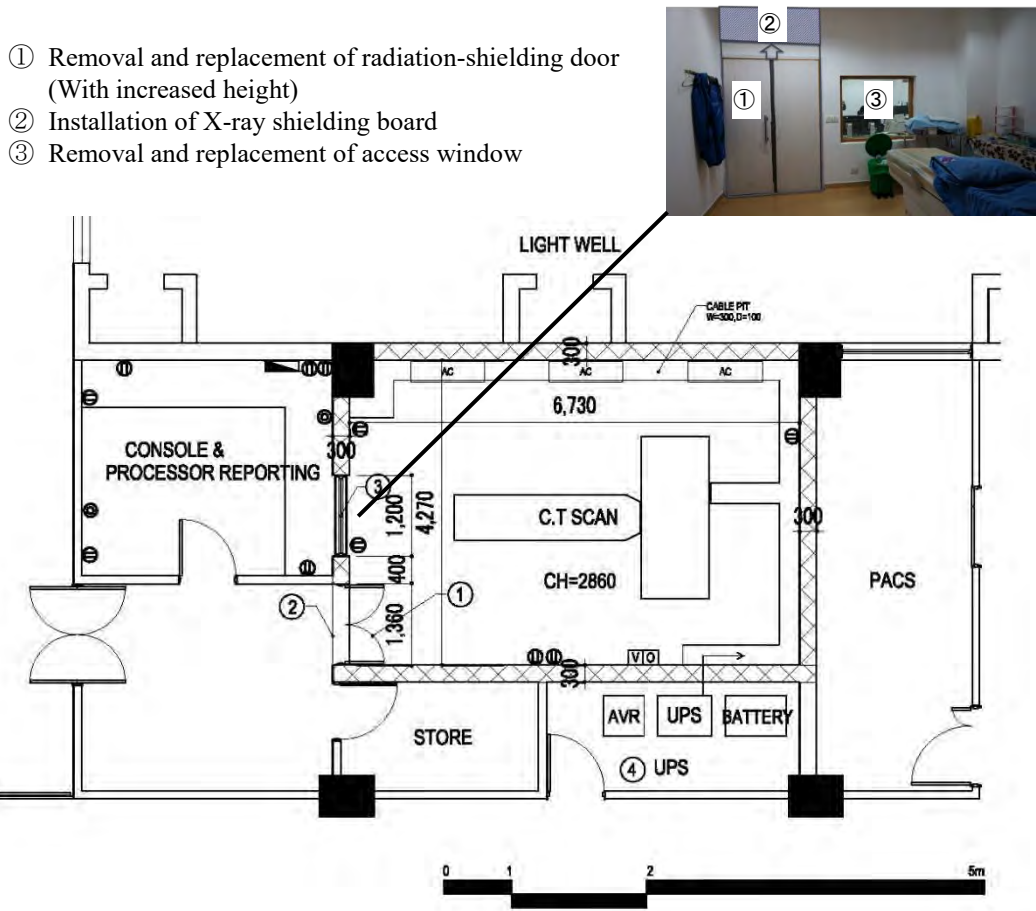 ① Removal and replacement of radiation-shielding door
(With increased height)
② Installation of X-ray shielding board
③ Removal and replacement of access window
②
①
③
LIGHT WELL
CABLE PIT
W=300,D=100
300
AC
AC
AC
6,730
CONSOLE &
PROCESSOR REPORTING
300
③
1,200
4,270
C.T SCAN
300
400
CH=2860
PACS
②
①
1,360
V O
300
AVR
UPS
BATTERY
STORE
④ UPS
0 1 2 5m